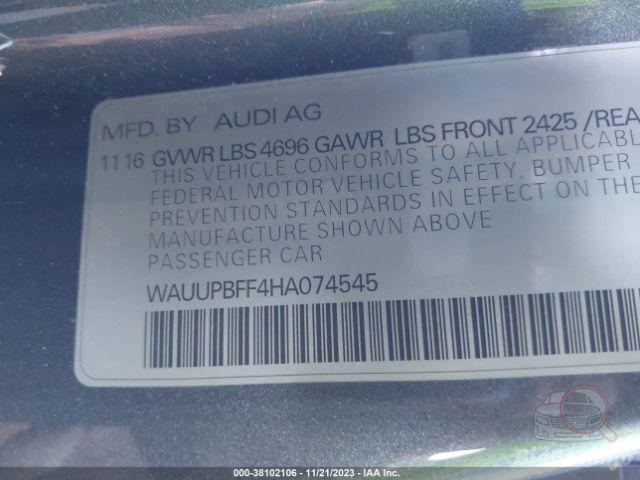 MFD. BY AUDI AG
11 16 GVWR LBS 4696 GAWR LBS FRONT 2425 /REA
THIS VEHICLE CONFORMS TO ALL APPLICABL
FEDERAL MOTOR VEHICLE SAFETY, BUMPER
PREVENTION STANDARDS IN EFFECT ON THE
MANUFACTURE SHOWN ABOVE
PASSENGER CAR
WAUUPBFF4HA074545
000-38102106 - 11/21/2023 - IAA Inc.